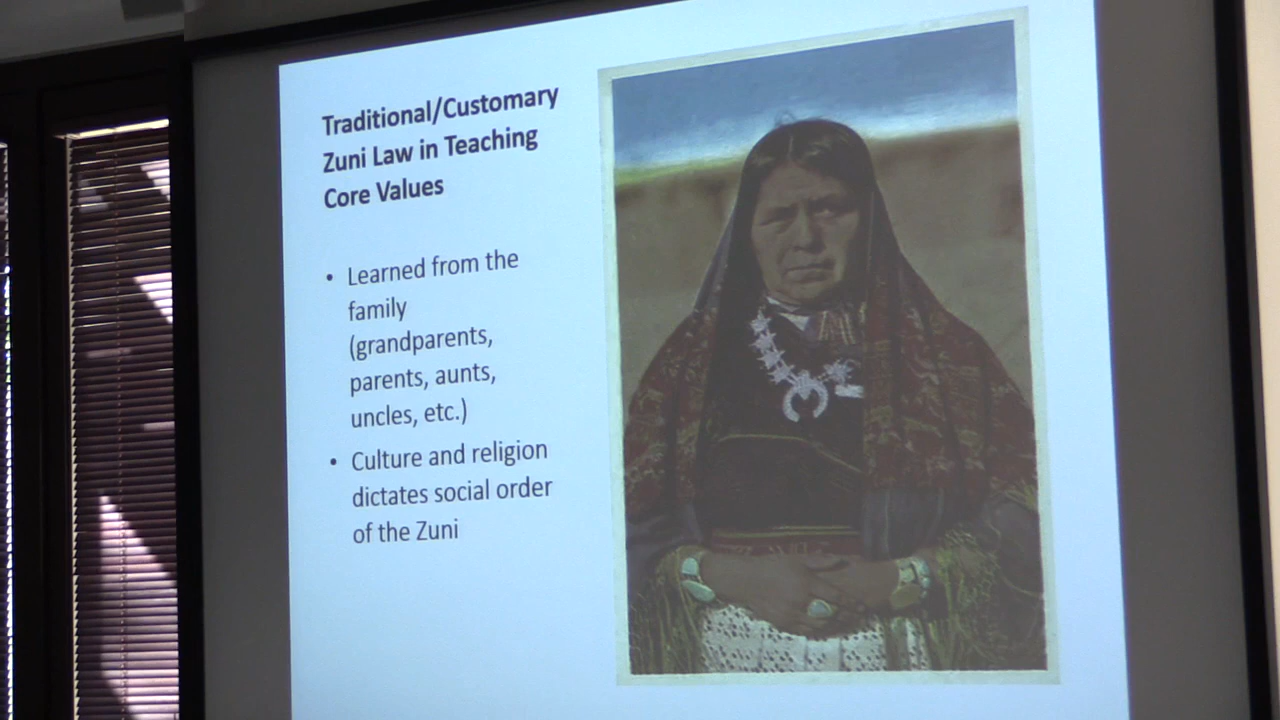 Traditional/Customary
Zuni Law in Teaching
Core Values
• Learned from the
family
(grandparents,
parents, aunts,
uncles, etc.)
• Culture and religion
dictates social order
of the Zuni